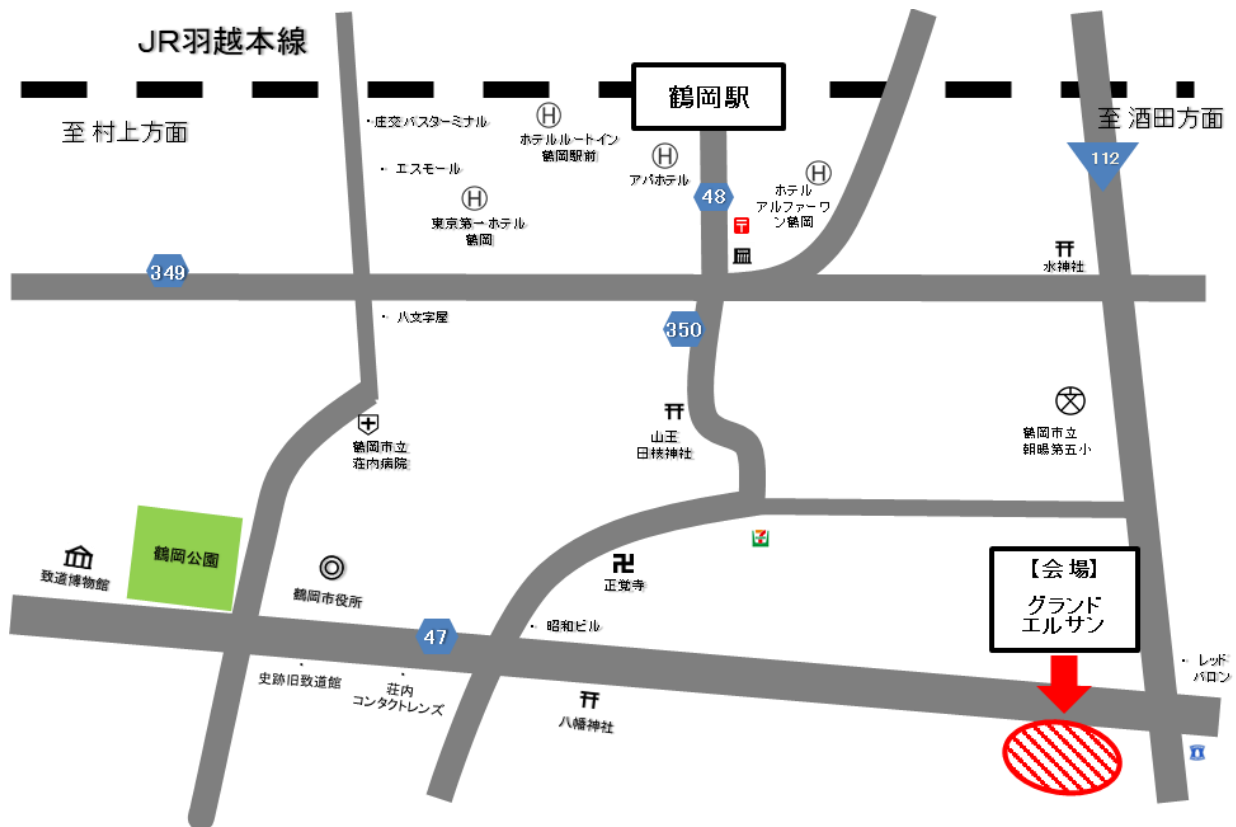 JR羽越本線
鶴岡駅
至 村上方面
至 酒田方面
・庄交バスターミナル
ホテルルートイン
鶴岡駅前
アパホテル
ホテル
アルファーワ
ン鶴岡
112
・ エスモール
48
東京第一ホテル
鶴岡
349
水神社
・ 八文字屋
350
山王
日枝神社
鶴岡市立
荘内病院
鶴岡市立
朝暘第五小
鶴岡公園
致道博物館
鶴岡市役所
正覚寺
【会 場】
グランド
エルサン
・ 昭和ビル
47
・ レッド
バロン
史跡旧致道館
荘内
コンタクトレンズ
八幡神社